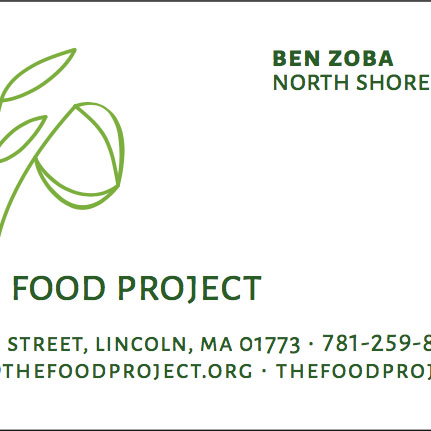 BEN ZOBA
NORTH SHORE
FOOD PROJECT
STREET, LINCOLN, MA 01773 · 781-259-8
THEFOODPROJECT.ORG · THEFOODPROJ